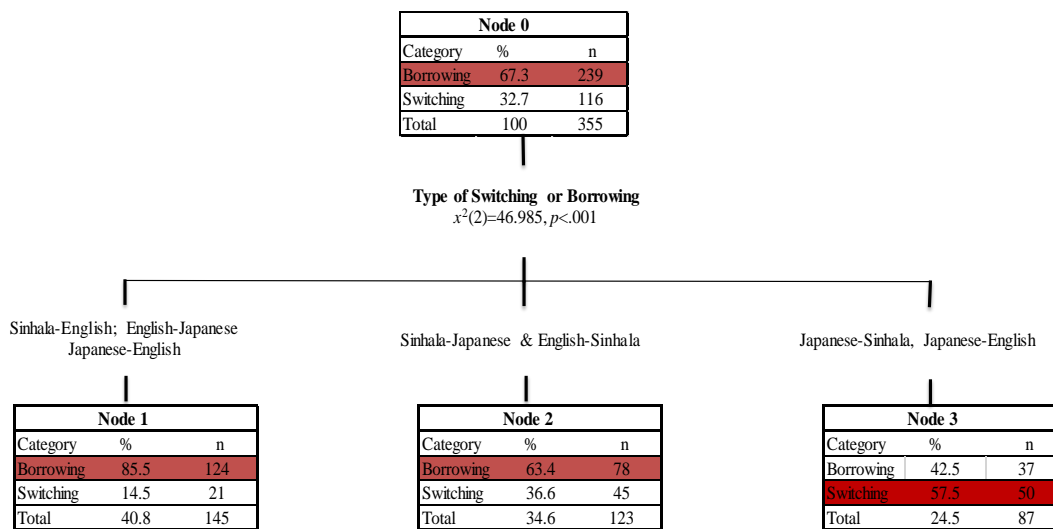 Node 0
Category % n
Borrowing 67.3 239
Switching 32.7 116
Total 100 355
Type of Switching or Borrowing
x²(2)=46.985, p<.001
Sinhala-English; English-Japanese
Japanese-English
Sinhala-Japanese & English-Sinhala
Japanese-Sinhala, Japanese-English
Node 1
Category % n
Borrowing 85.5 124
Switching 14.5 21
Total 40.8 145
Node 2
Category % n
Borrowing 63.4 78
Switching 36.6 45
Total 34.6 123
Node 3
Category % n
Borrowing 42.5 37
Switching 57.5 50
Total 24.5 87